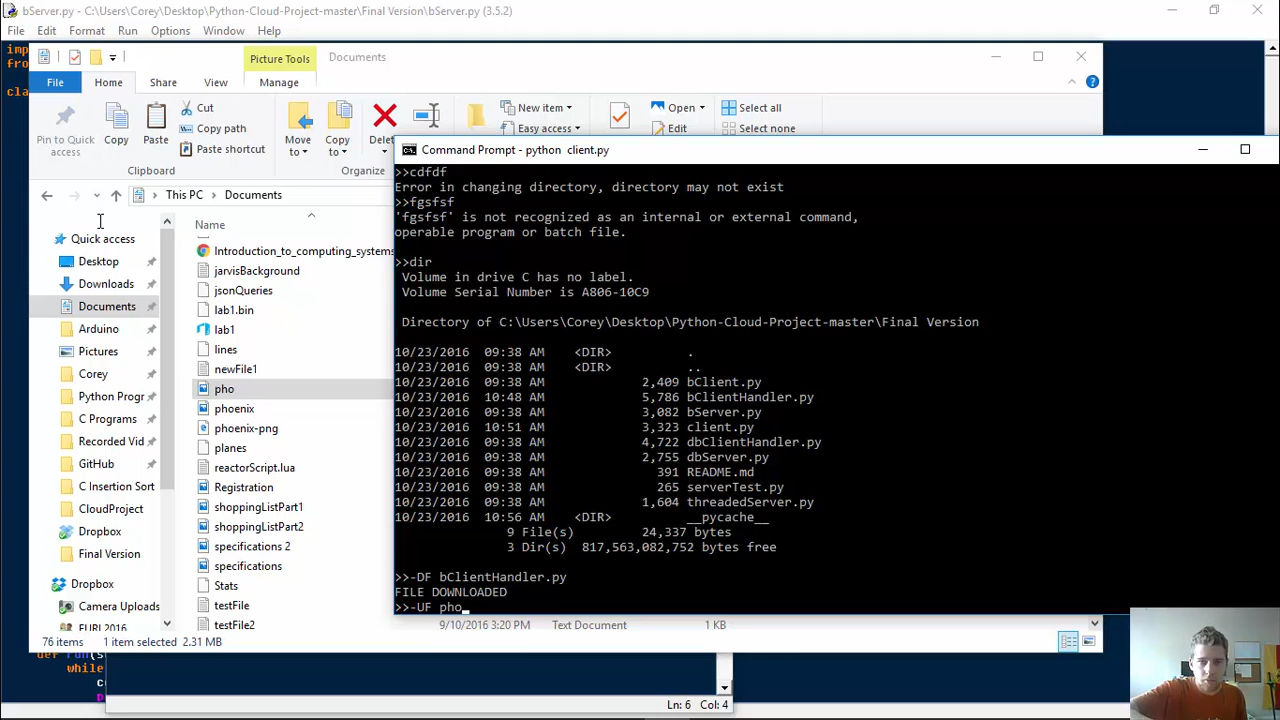 bServer.py - C:\Users\Corey\Desktop\Python-Cloud-Project-master\Final Version\bServer.py (3.5.2)
File Edit Format Run Options Window Help
imp
fro
cla
Picture Tools Documents
File Home Share View Manage
Pin to Quick access
Copy
Paste
Cut
Copy path
Paste shortcut
Clipboard
Move to
Copy To
Delet
New item
Easy access
Open
Edit
Select all
Select none
Organize
This PC Documents
Quick access
Desktop
Downloads
Documents
Arduino
Pictures
Corey
Python Progr
C Programs
Recorded Vid
GitHub
C Insertion Sort
CloudProject
Dropbox
Final Version
Dropbox
Camera Uploads
FURI 2016
Name
Introduction_to_computing_systems
jarvisBackground
jsonQueries
lab1.bin
lab1
lines
newFile1
pho
phoenix
phoenix-png
planes
reactorScript.lua
Registration
shoppingListPart1
shoppingListPart2
specifications 2
specifications
Stats
testFile
testFile2 9/10/2016 3:20 PM Text Document 1 KB
76 items 1 item selected 2.31 MB
Command Prompt - python  client.py
>>cdfdf
Error in changing directory, directory may not exist
>>fgsfsf
'fgsfsf' is not recognized as an internal or external command,
operable program or batch file.
>>dir
Volume in drive C has no label.
Volume Serial Number is A806-10C9
Directory of C:\Users\Corey\Desktop\Python-Cloud-Project-master\Final Version
10/23/2016  09:38 AM    <DIR>          .
10/23/2016  09:38 AM    <DIR>          ..
10/23/2016  09:38 AM             2,409 bClient.py
10/23/2016  10:48 AM             5,786 bClientHandler.py
10/23/2016  09:38 AM             3,082 bServer.py
10/23/2016  10:51 AM             3,323 client.py
10/23/2016  09:38 AM             4,722 dbClientHandler.py
10/23/2016  09:38 AM             2,755 dbServer.py
10/23/2016  09:38 AM               391 README.md
10/23/2016  09:38 AM               265 serverTest.py
10/23/2016  09:38 AM             1,604 threadedServer.py
10/23/2016  10:56 AM    <DIR>          __pycache__
9 File(s)         24,337 bytes
3 Dir(s)  817,563,082,752 bytes free
>>-DF bClientHandler.py
FILE DOWNLOADED
>>-UF pho
def run(s
while
c
p
Ln: 6 Col: 4